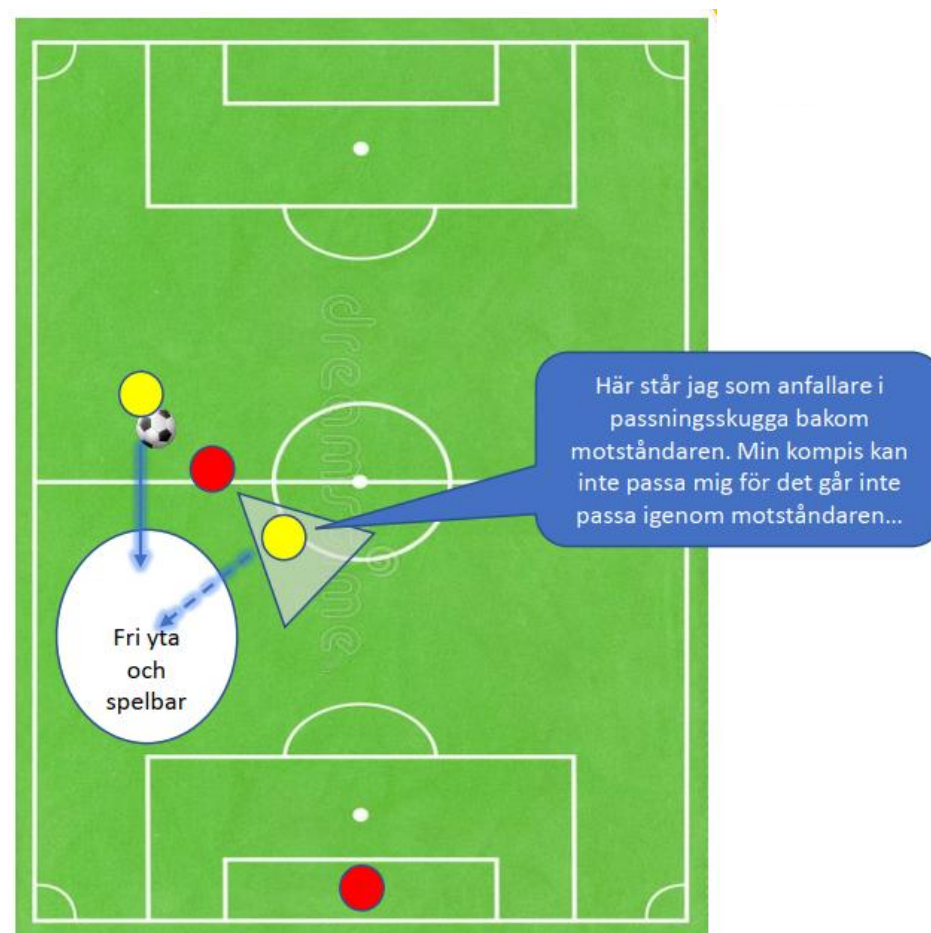 Här står jag som anfallare i
passningsskugga bakom
motståndaren. Min kompis kan
inte passa mig för det går inte
passa igenom motståndaren...
Fri yta
och
spelbar